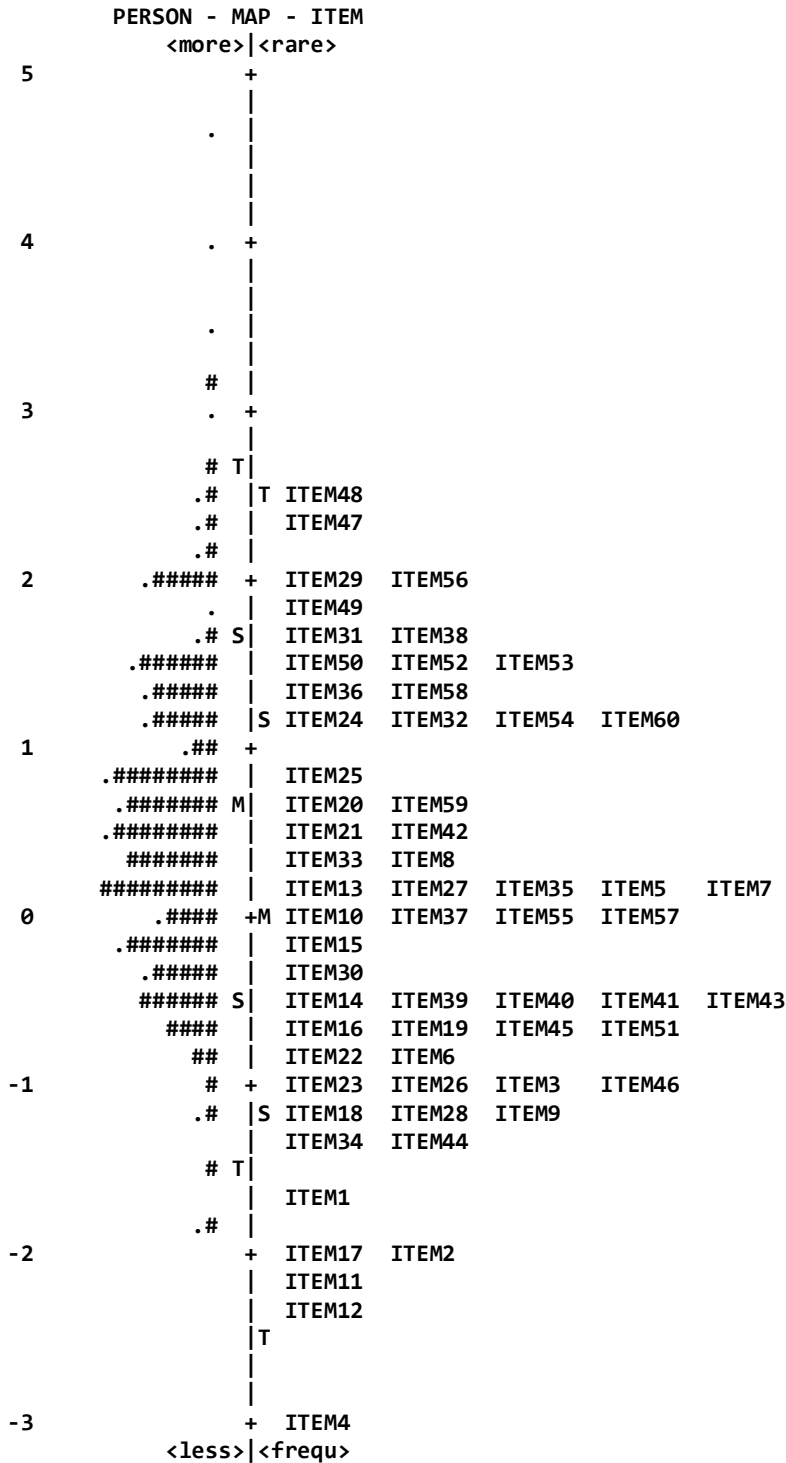 PERSON - MAP - ITEM
<more>|<rare>
5 +
|
. |
|
|
|
4 . +
|
|
. |
|
# |
3 . +
|
# T|
.# |T ITEM48
.# | ITEM47
.# |
2 .##### + ITEM29 ITEM56
. | ITEM49
.# S| ITEM31 ITEM38
.###### | ITEM50 ITEM52 ITEM53
.##### | ITEM36 ITEM58
.##### |S ITEM24 ITEM32 ITEM54 ITEM60
1 .## +
.######## | ITEM25
.####### M| ITEM20 ITEM59
.######## | ITEM21 ITEM42
####### | ITEM33 ITEM8
######### | ITEM13 ITEM27 ITEM35 ITEM5 ITEM7
0 .#### +M ITEM10 ITEM37 ITEM55 ITEM57
.####### | ITEM15
.##### | ITEM30
###### S| ITEM14 ITEM39 ITEM40 ITEM41 ITEM43
#### | ITEM16 ITEM19 ITEM45 ITEM51
## | ITEM22 ITEM6
-1 # + ITEM23 ITEM26 ITEM3 ITEM46
.# |S ITEM18 ITEM28 ITEM9
| ITEM34 ITEM44
# T|
| ITEM1
.# |
-2 + ITEM17 ITEM2
| ITEM11
| ITEM12
|T
|
|
-3 + ITEM4
<less>|<frequ>